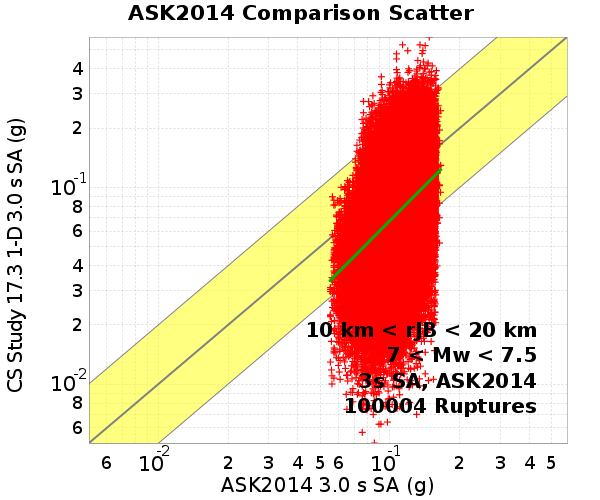 ASK2014 Comparison Scatter
CS Study 17.3 1-D 3.0 s SA (g)
4
3
2
10-1
8
6
4
3
2
10-2
8
6
10 km < rJB < 20 km
7 < Mw < 7.5
3s SA, ASK2014
100004 Ruptures
6 10-2 2 3 4 5 6 10-1 2 3 4 5
ASK2014 3.0 s SA (g)